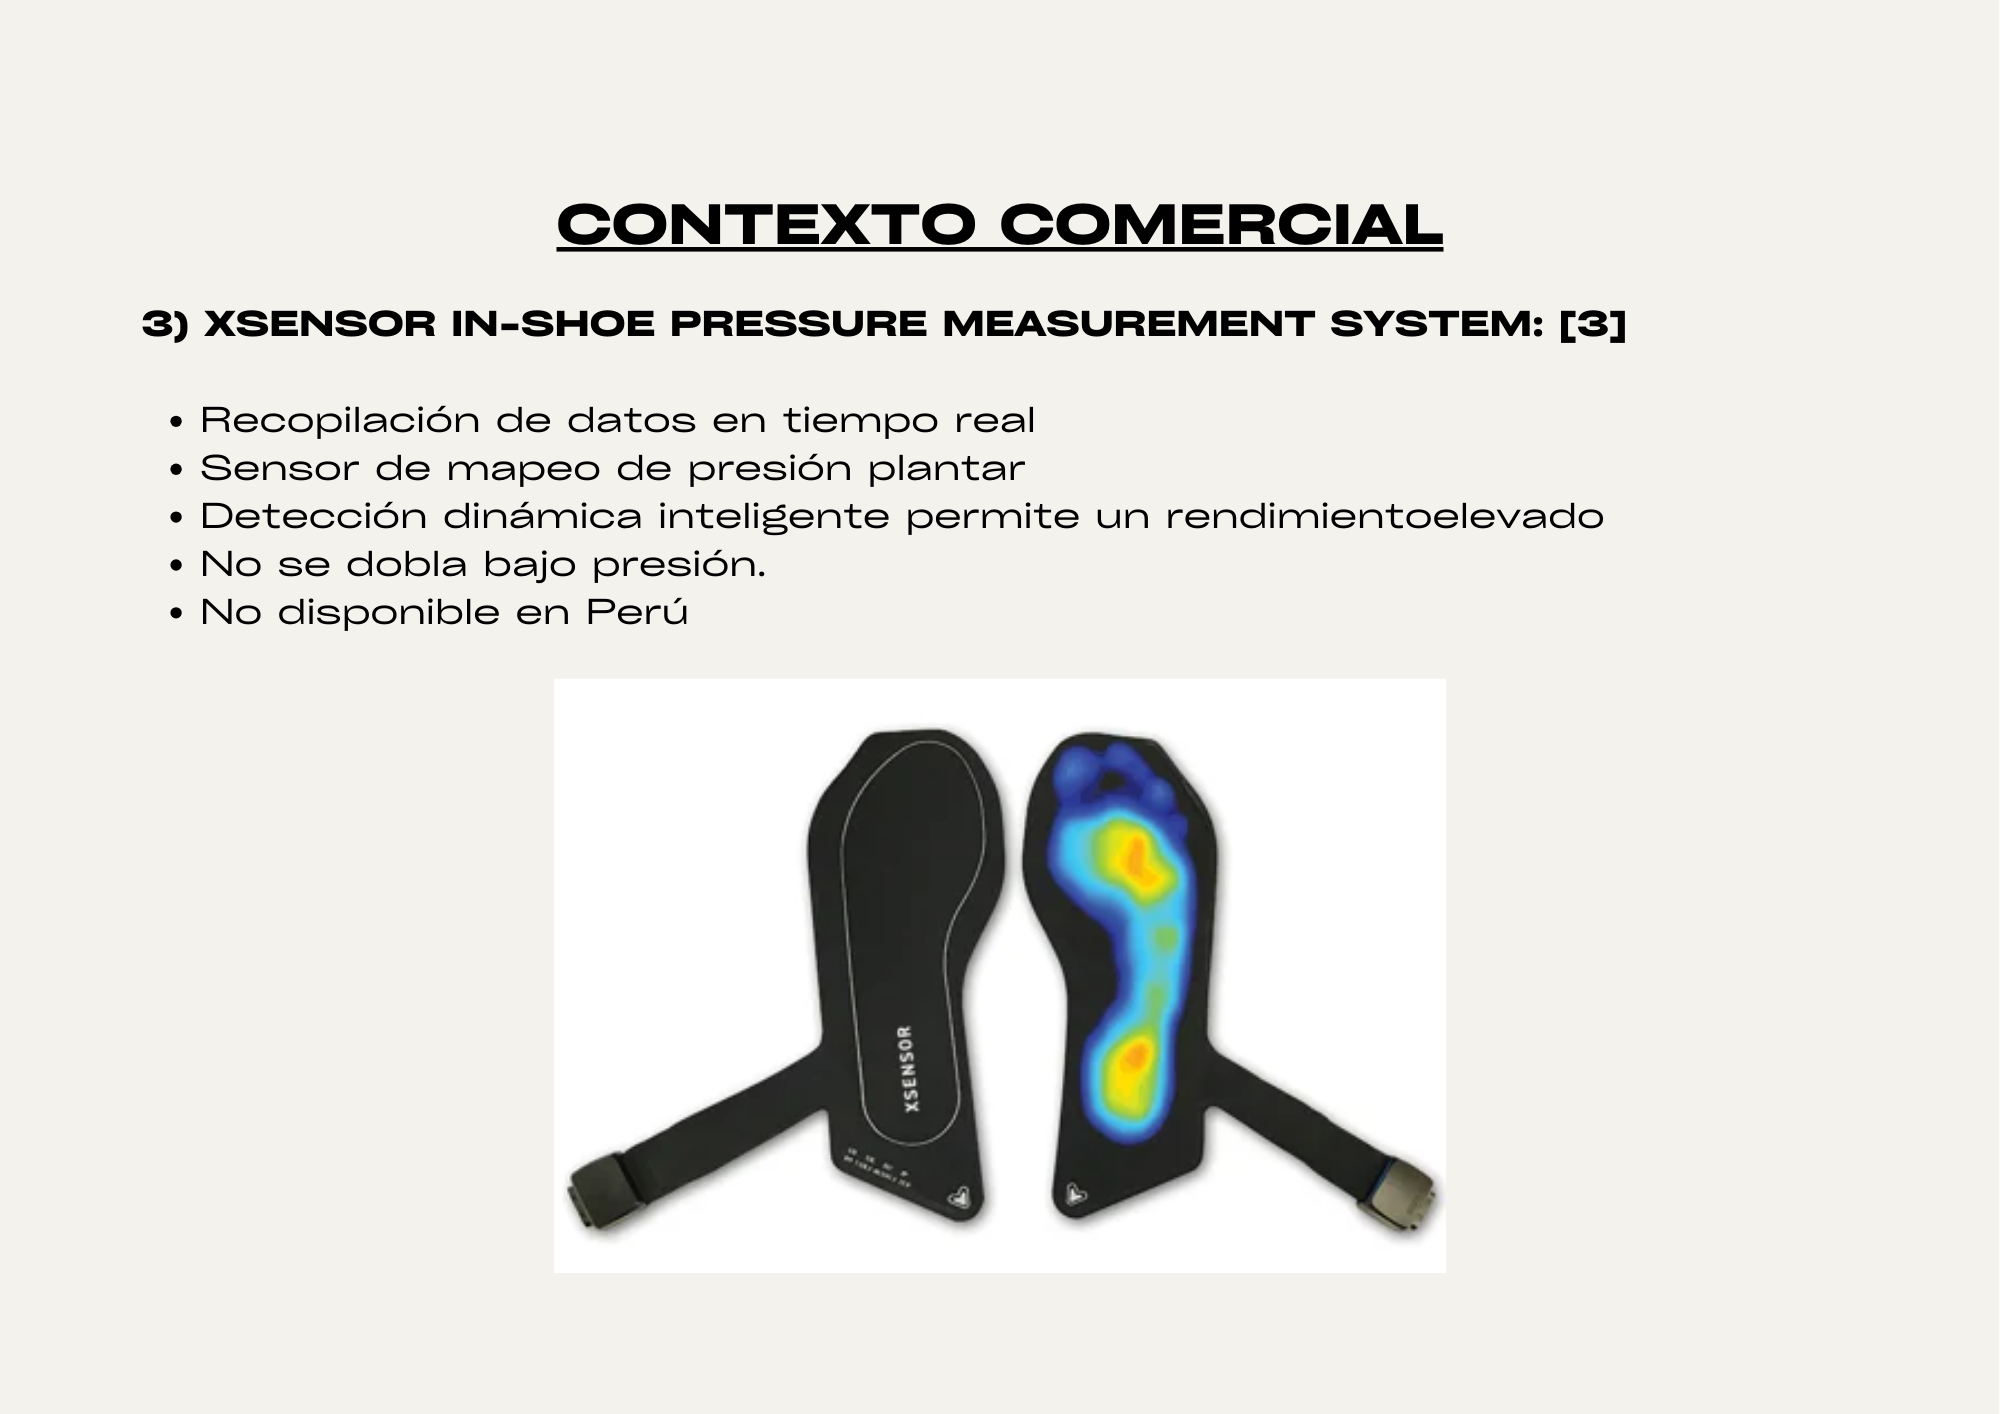 CONTEXTO COMERCIAL
3) XSENSOR IN-SHOE PRESSURE MEASUREMENT SYSTEM: [3]
• Recopilación de datos en tiempo real
• Sensor de mapeo de presión plantar
• Detección dinámica inteligente permite un rendimientoelevado
• No se dobla bajo presión.
• No disponible en Perú
XSENSOR